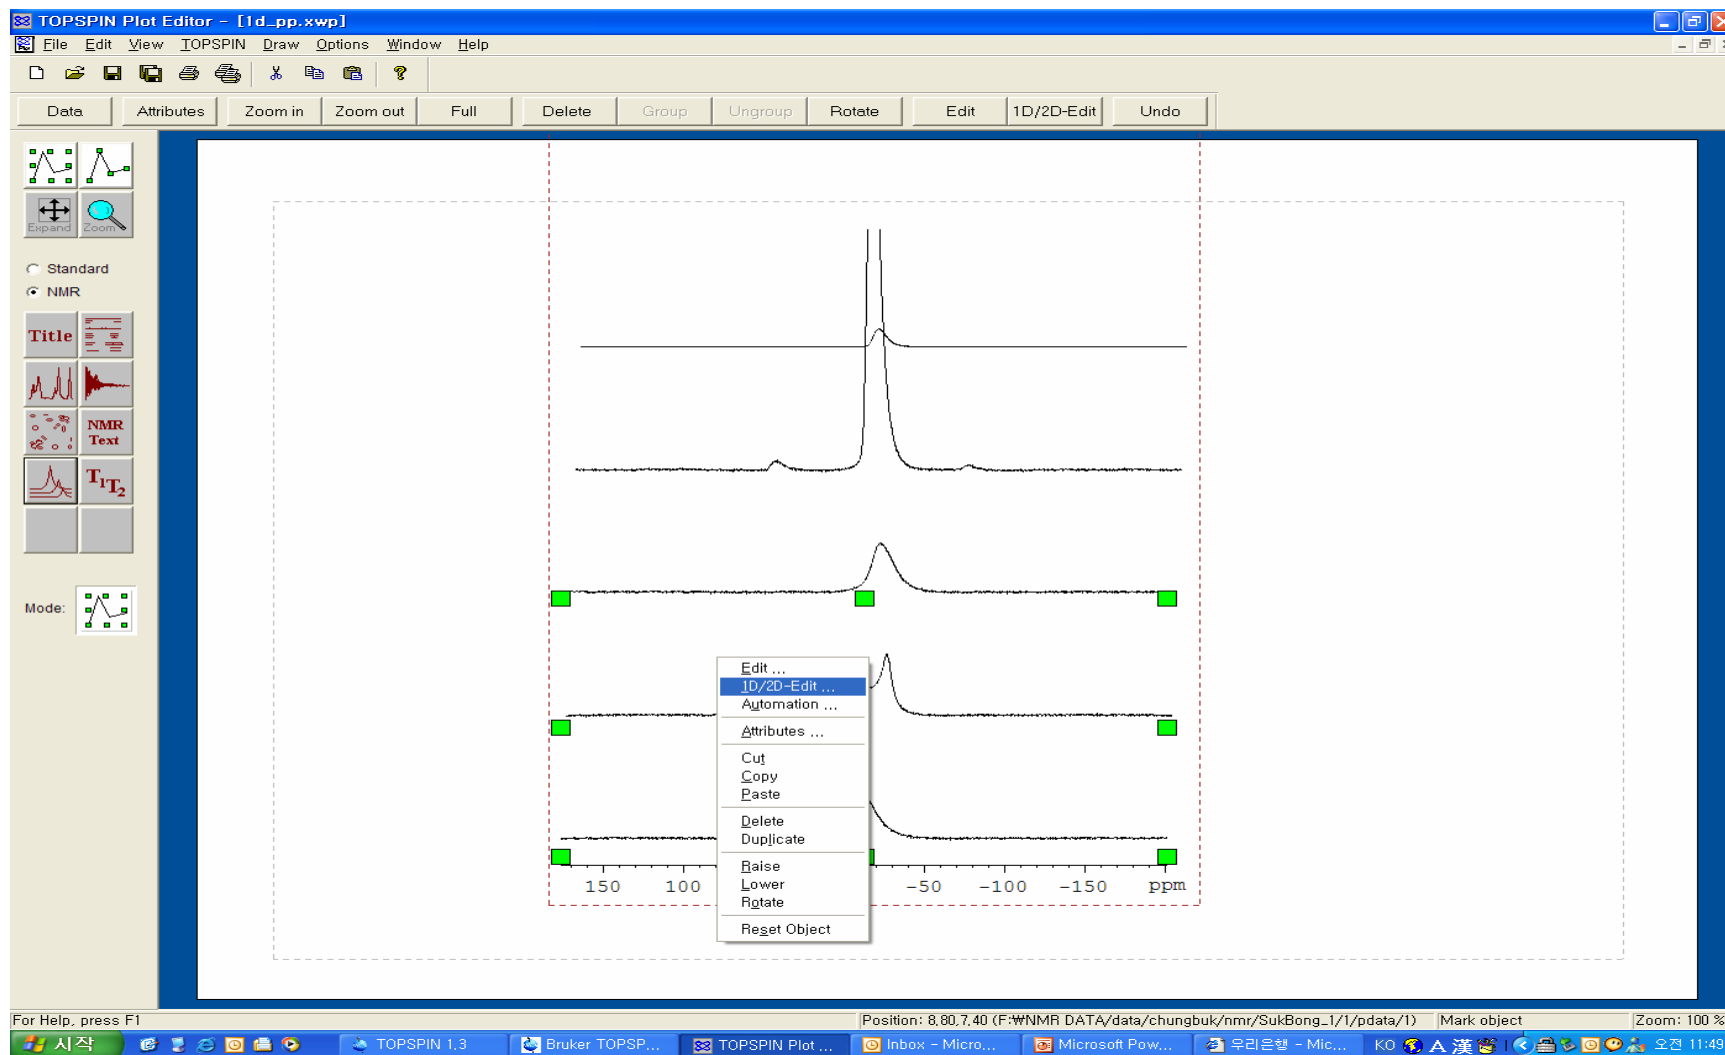 TOPSPIN Plot Editor - [1d_pp.xwp]
File Edit View TOPSPIN Draw Options Window Help
Data Attributes Zoom in Zoom out Full Delete Group Ungroup Rotate Edit 1D/2D-Edit Undo
Expand Zoom
Standard
NMR
Title
NMR Text
T1T2
Mode:
Edit ...
1D/2D-Edit ...
Automation ...
Attributes ...
Cut
Copy
Paste
Delete
Duplicate
Raise
Lower
Rotate
Reset Object
150 100 -50 -100 -150 ppm
For Help, press F1 Position: 8,80,7,40 (F:₩NMR DATA/data/chungbuk/nmr/SukBong_1/1/pdata/1) Mark object Zoom: 100 %
시작 TOPSPIN 1,3 Bruker TOPSP... TOPSPIN Plot ... Inbox - Micro... Microsoft Pow... 우리은행 - Mic... KO A 漢 오전 11:49